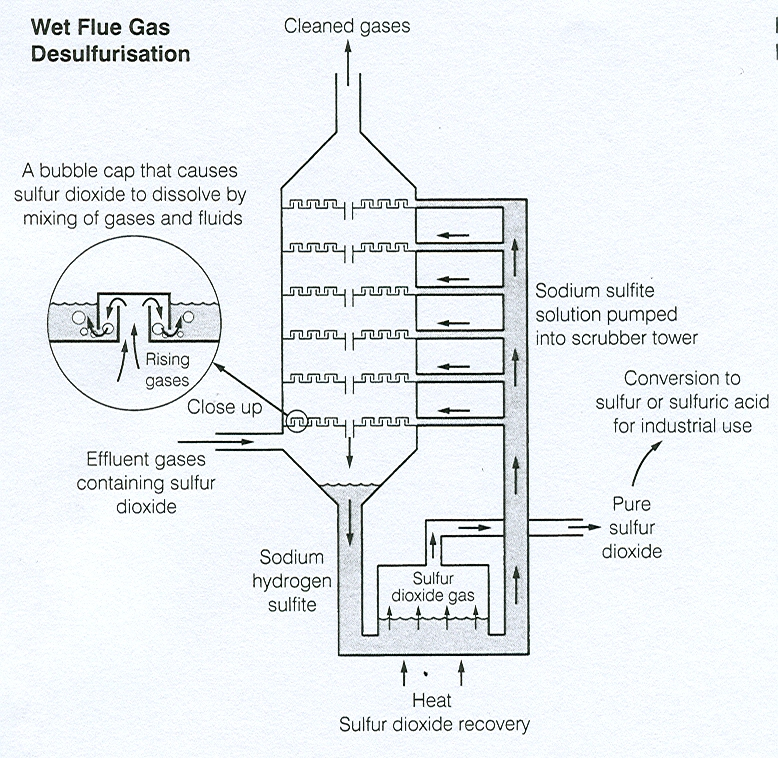 Wet Flue Gas
Desulfurisation
Cleaned gases
A bubble cap that causes
sulfur dioxide to dissolve by
mixing of gases and fluids
Rising
gases
Close up
Effluent gases
containing sulfur
dioxide
Sodium sulfite
solution pumped
into scrubber tower
Conversion to
sulfur or sulfuric acid
for industrial use
Pure
sulfur
dioxide
Sodium
hydrogen
sulfite
Sulfur
dioxide gas
Heat
Sulfur dioxide recovery